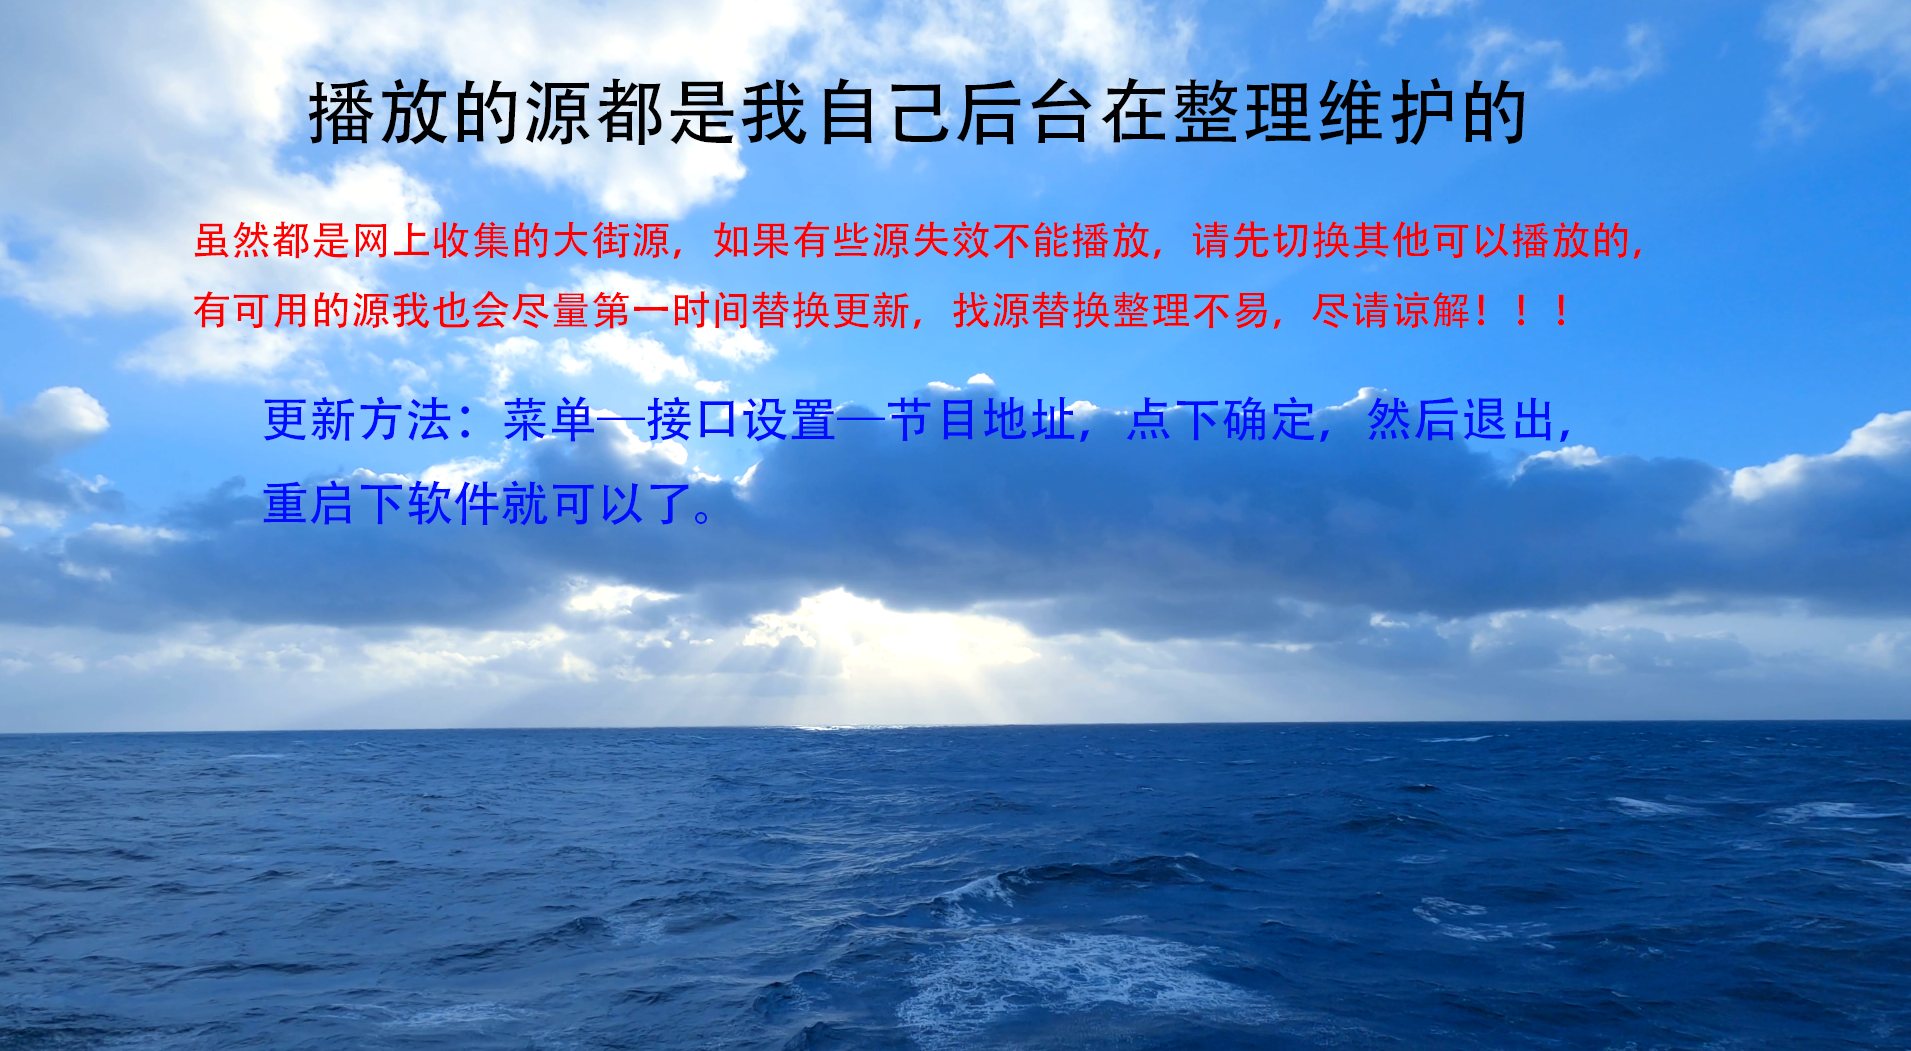 播放的源都是我自己后台在整理维护的
虽然都是网上收集的大街源，如果有些源失效不能播放，请先切换其他可以播放的，
有可用的源我也会尽量第一时间替换更新，找源替换整理不易，尽请谅解！！！
更新方法：菜单—接口设置—节目地址，点下确定，然后退出，
重启下软件就可以了。